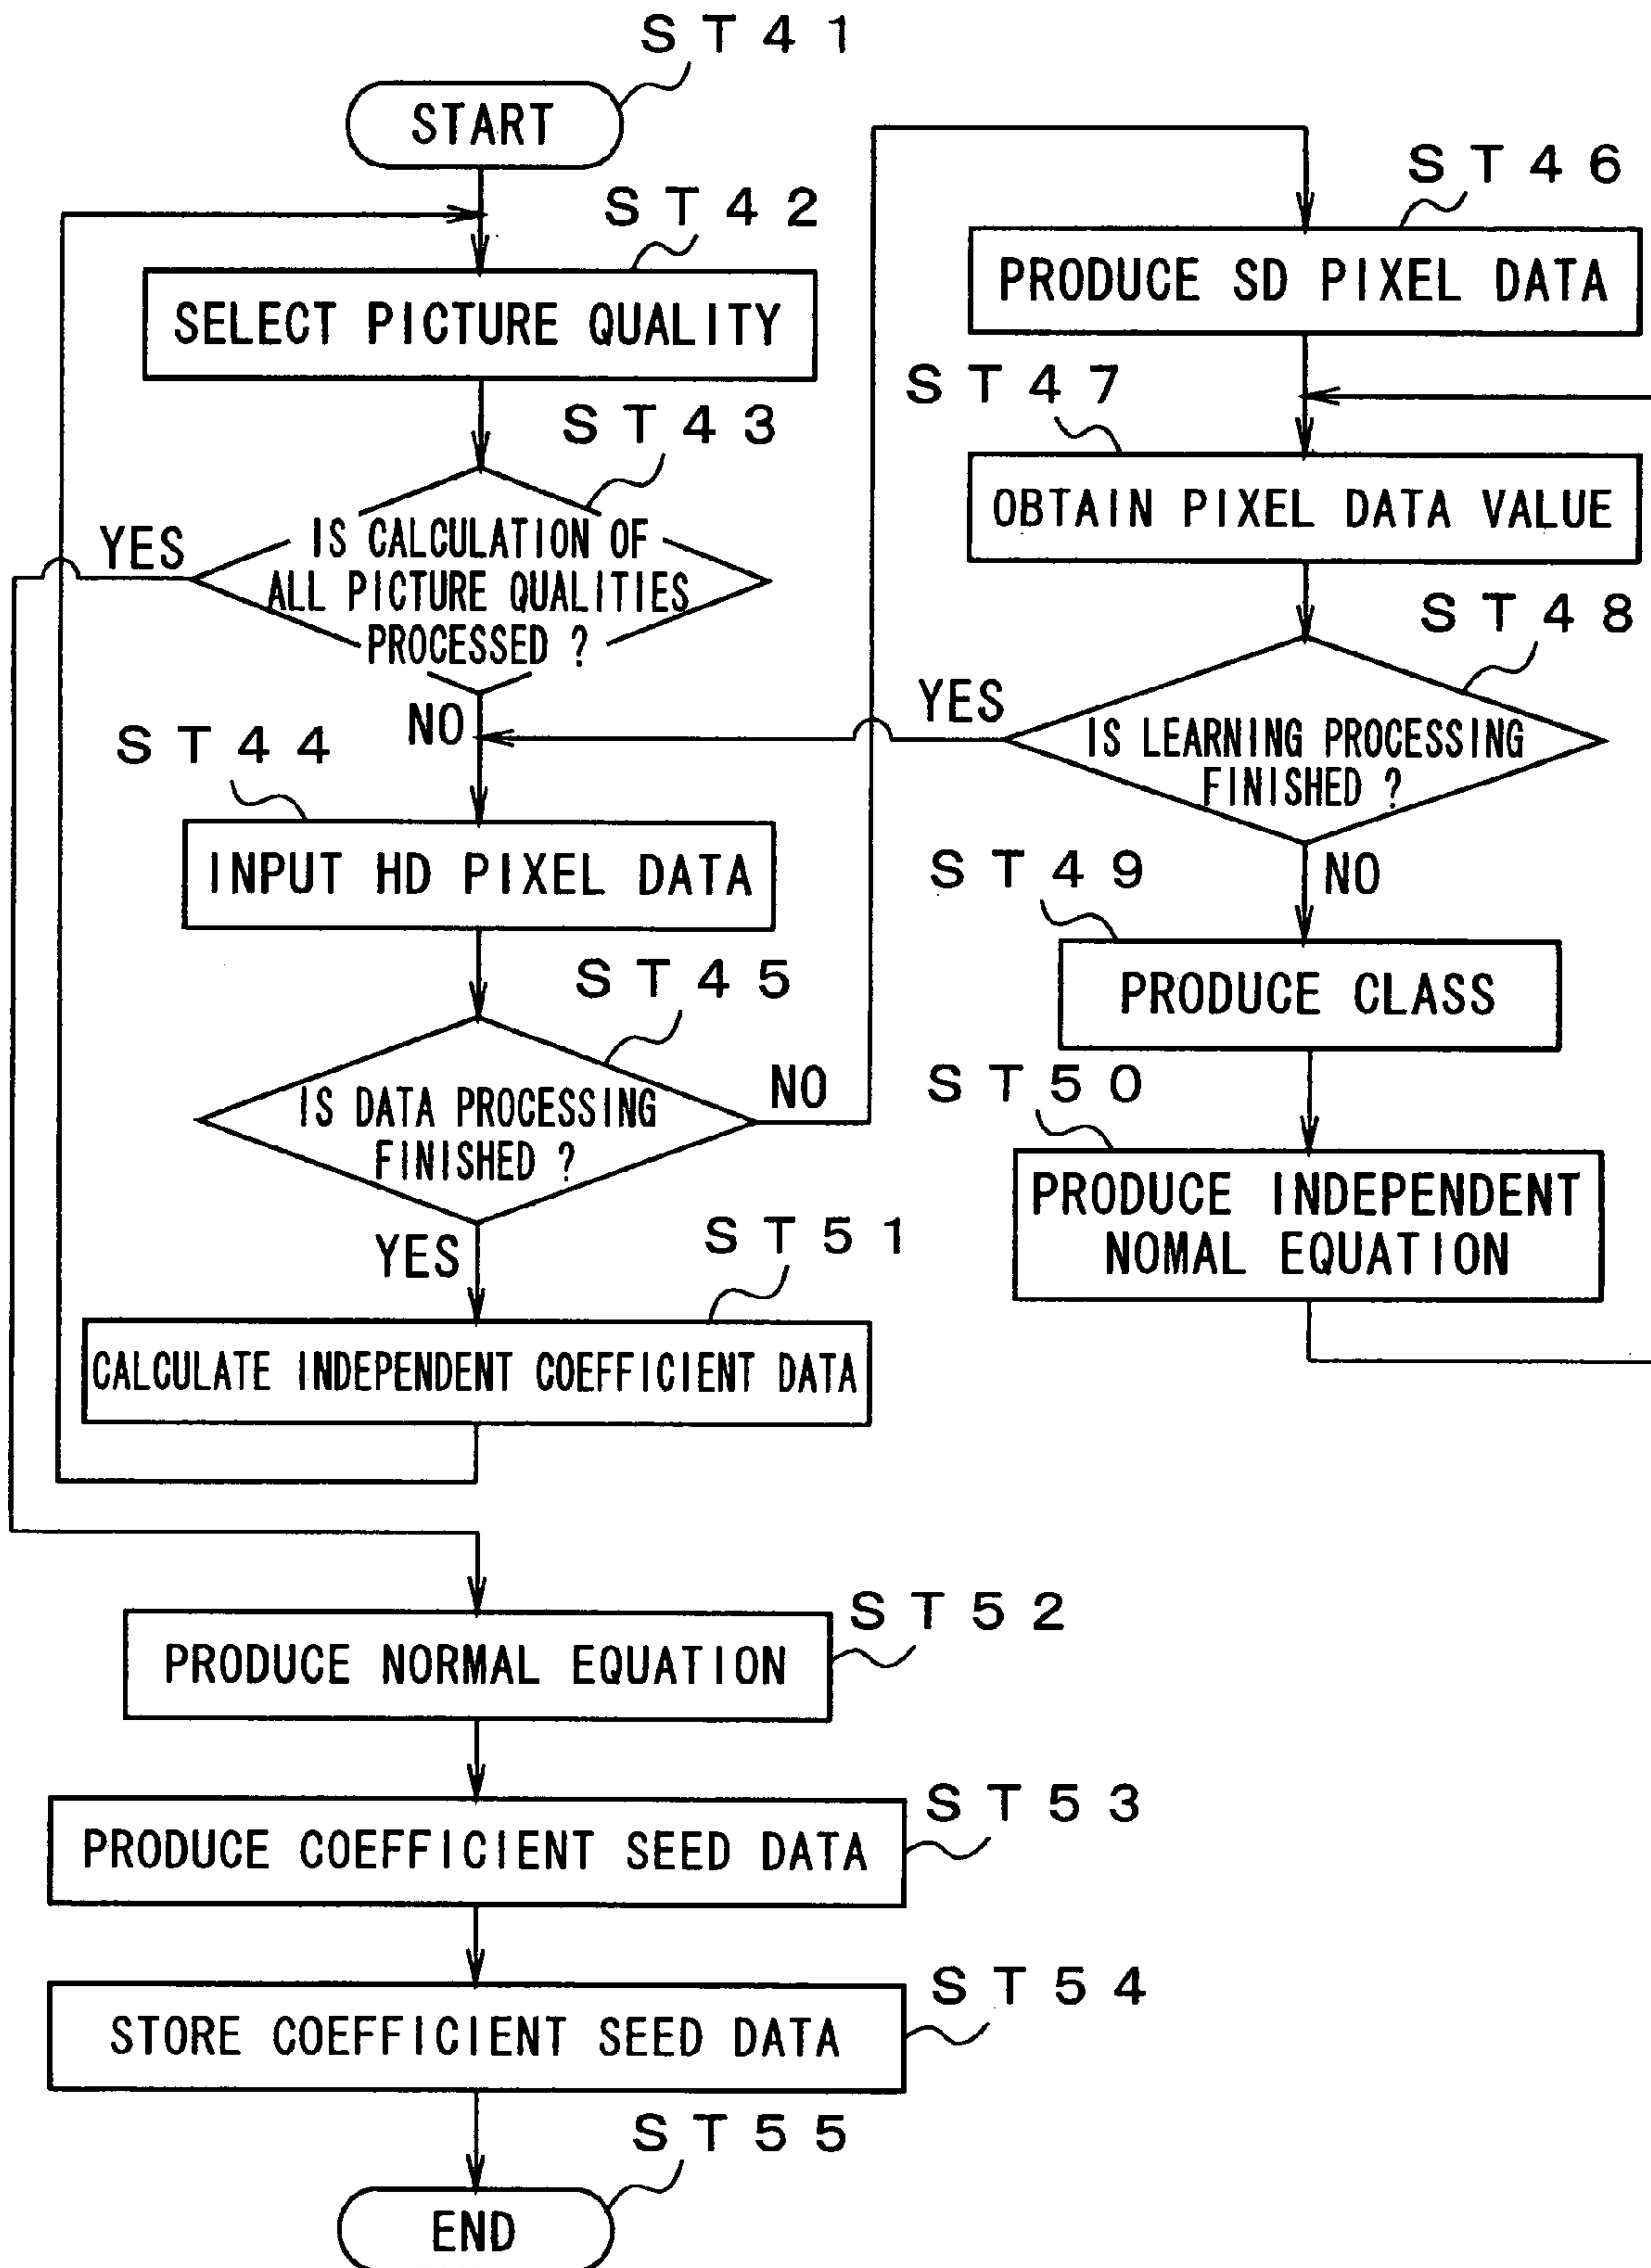 ST41
START
ST42
SELECT PICTURE QUALITY
ST43
IS CALCULATION OF
ALL PICTURE QUALITIES
PROCESSED ?
YES
NO
ST44
INPUT HD PIXEL DATA
ST45
IS DATA PROCESSING
FINISHED ?
NO
YES
ST46
PRODUCE SD PIXEL DATA
ST47
OBTAIN PIXEL DATA VALUE
ST48
IS LEARNING PROCESSING
FINISHED ?
YES
NO
ST49
PRODUCE CLASS
ST50
PRODUCE INDEPENDENT
NOMAL EQUATION
ST51
CALCULATE INDEPENDENT COEFFICIENT DATA
ST52
PRODUCE NORMAL EQUATION
ST53
PRODUCE COEFFICIENT SEED DATA
ST54
STORE COEFFICIENT SEED DATA
ST55
END